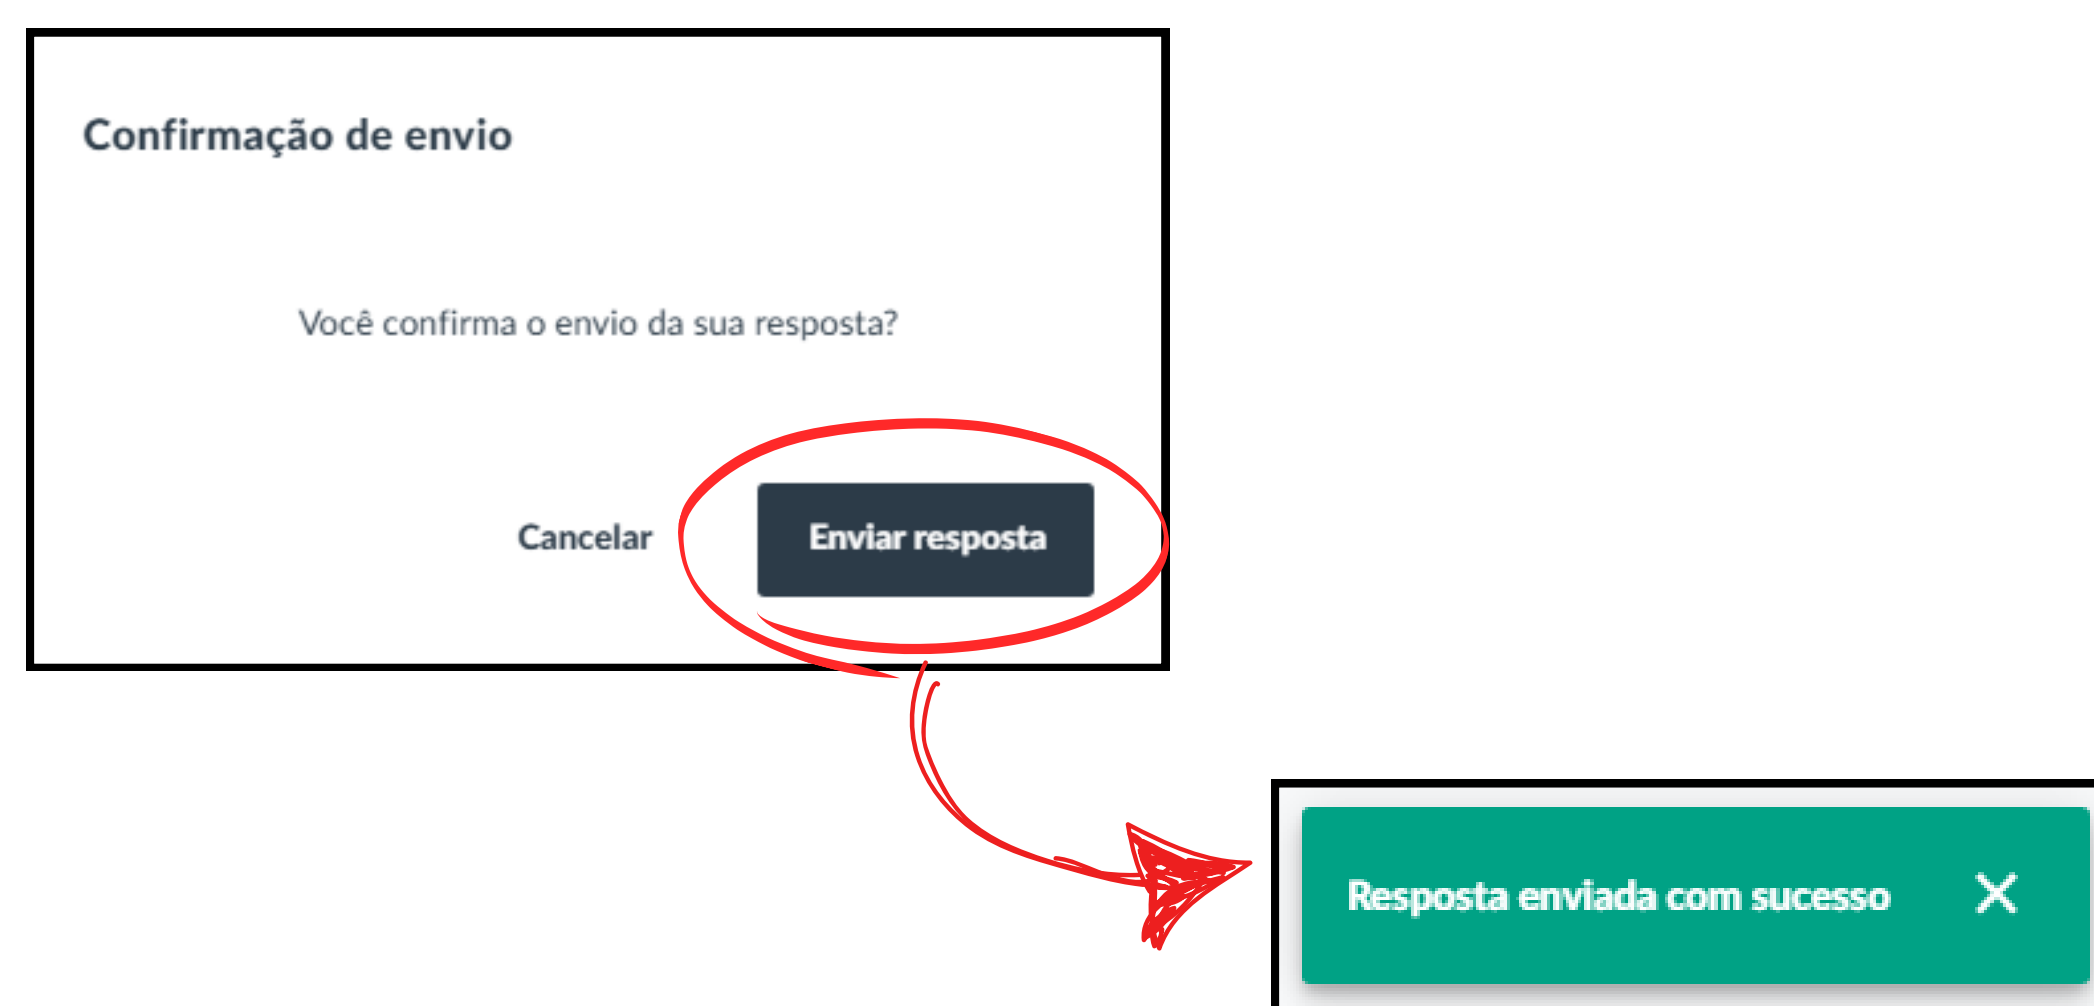 Confirmação de envio
Você confirma o envio da sua resposta?
Cancelar
Enviar resposta
Resposta enviada com sucesso